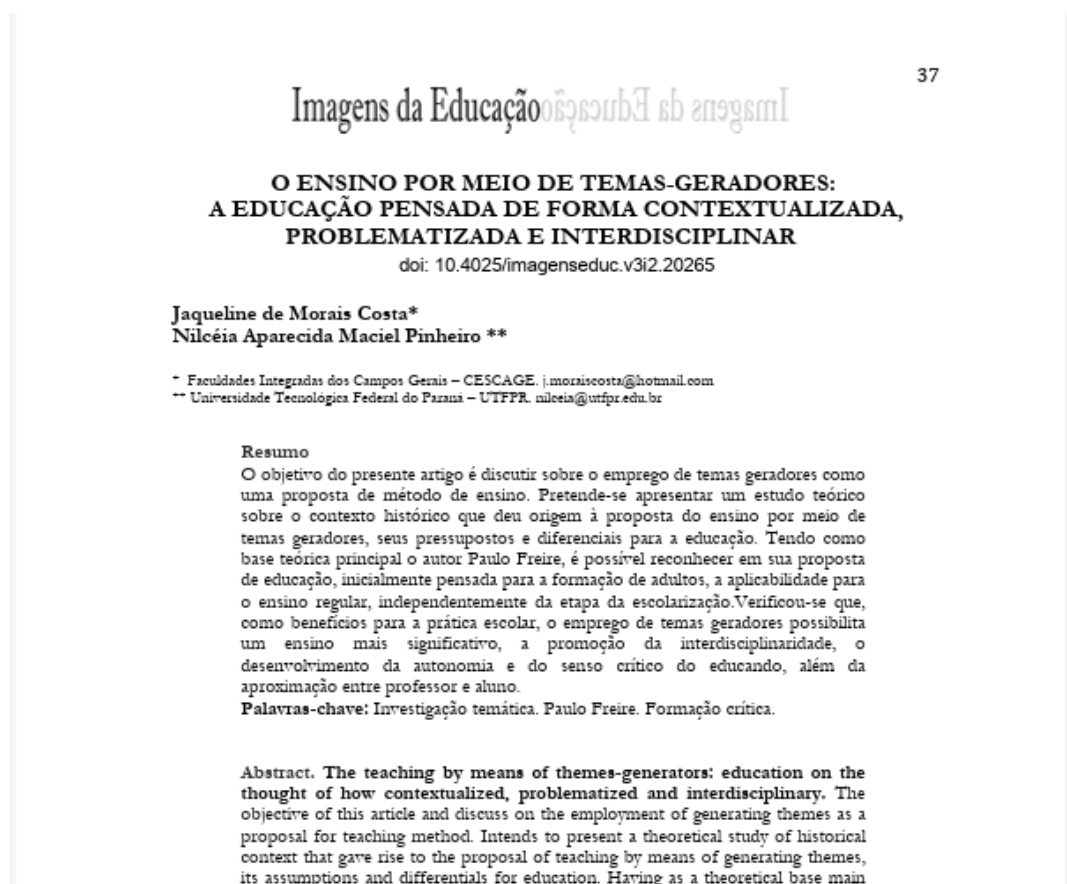 37
Imagens da Educação Imagens da Educação
O ENSINO POR MEIO DE TEMAS-GERADORES:
A EDUCAÇÃO PENSADA DE FORMA CONTEXTUALIZADA,
PROBLEMATIZADA E INTERDISCIPLINAR
doi: 10.4025/imagenseduc.v3i2.20265
Jaqueline de Morais Costa*
Nilcéia Aparecida Maciel Pinheiro **
* Faculdades Integradas dos Campos Gerais – CESCAGE. j.moraiscosta@hotmail.com
** Universidade Tecnológica Federal do Paraná – UTFPR. nilceia@utfpr.edu.br
Resumo
O objetivo do presente artigo é discutir sobre o emprego de temas geradores como
uma proposta de método de ensino. Pretende-se apresentar um estudo teórico
sobre o contexto histórico que deu origem à proposta do ensino por meio de
temas geradores, seus pressupostos e diferenciais para a educação. Tendo como
base teórica principal o autor Paulo Freire, é possível reconhecer em sua proposta
de educação, inicialmente pensada para a formação de adultos, a aplicabilidade para
o ensino regular, independentemente da etapa da escolarização.Verificou-se que,
como benefícios para a prática escolar, o emprego de temas geradores possibilita
um ensino mais significativo, a promoção da interdisciplinaridade, o
desenvolvimento da autonomia e do senso crítico do educando, além da
aproximação entre professor e aluno.
Palavras-chave: Investigação temática. Paulo Freire. Formação crítica.
Abstract. The teaching by means of themes-generators: education on the
thought of how contextualized, problematized and interdisciplinary. The
objective of this article and discuss on the employment of generating themes as a
proposal for teaching method. Intends to present a theoretical study of historical
context that gave rise to the proposal of teaching by means of generating themes,
its assumptions and differentials for education. Having as a theoretical base main